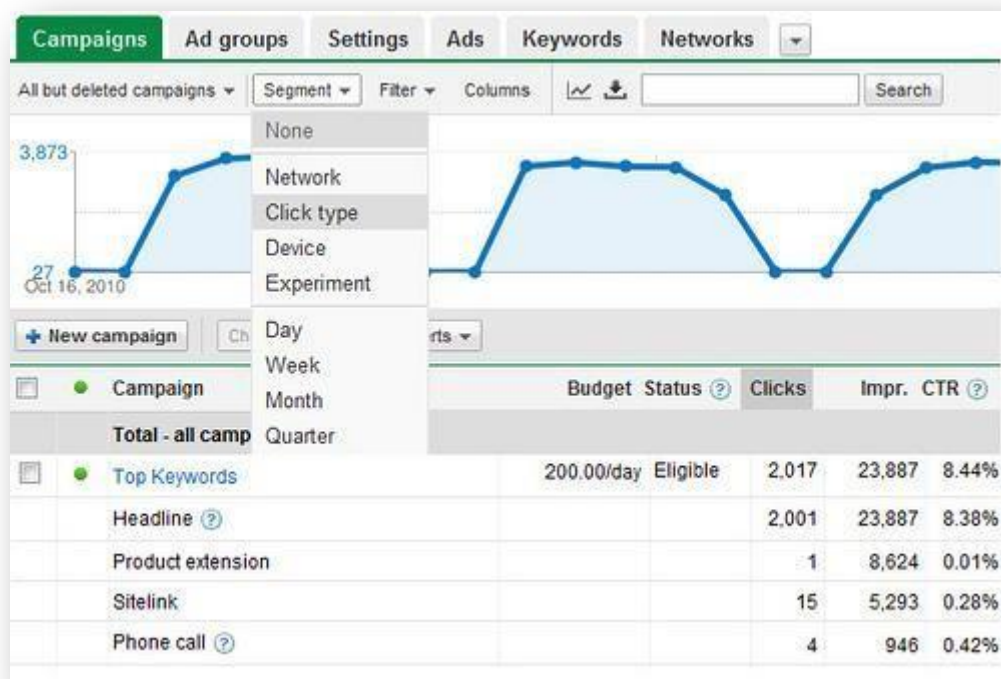 Campaigns Ad groups Settings Ads Keywords Networks
All but deleted campaigns Segment Filter Columns Search
None
3,873
Network
Click type
Device
27
Oct 16, 2010
Experiment
Day
New campaign Ch rts
Week
Campaign Budget Status ? Clicks Impr. CTR ?
Month
Total - all camp
Quarter
Top Keywords 200.00/day Eligible 2,017 23,887 8.44%
Headline ? 2,001 23,887 8.38%
Product extension 1 8,624 0.01%
Sitelink 15 5,293 0.28%
Phone call ? 4 946 0.42%